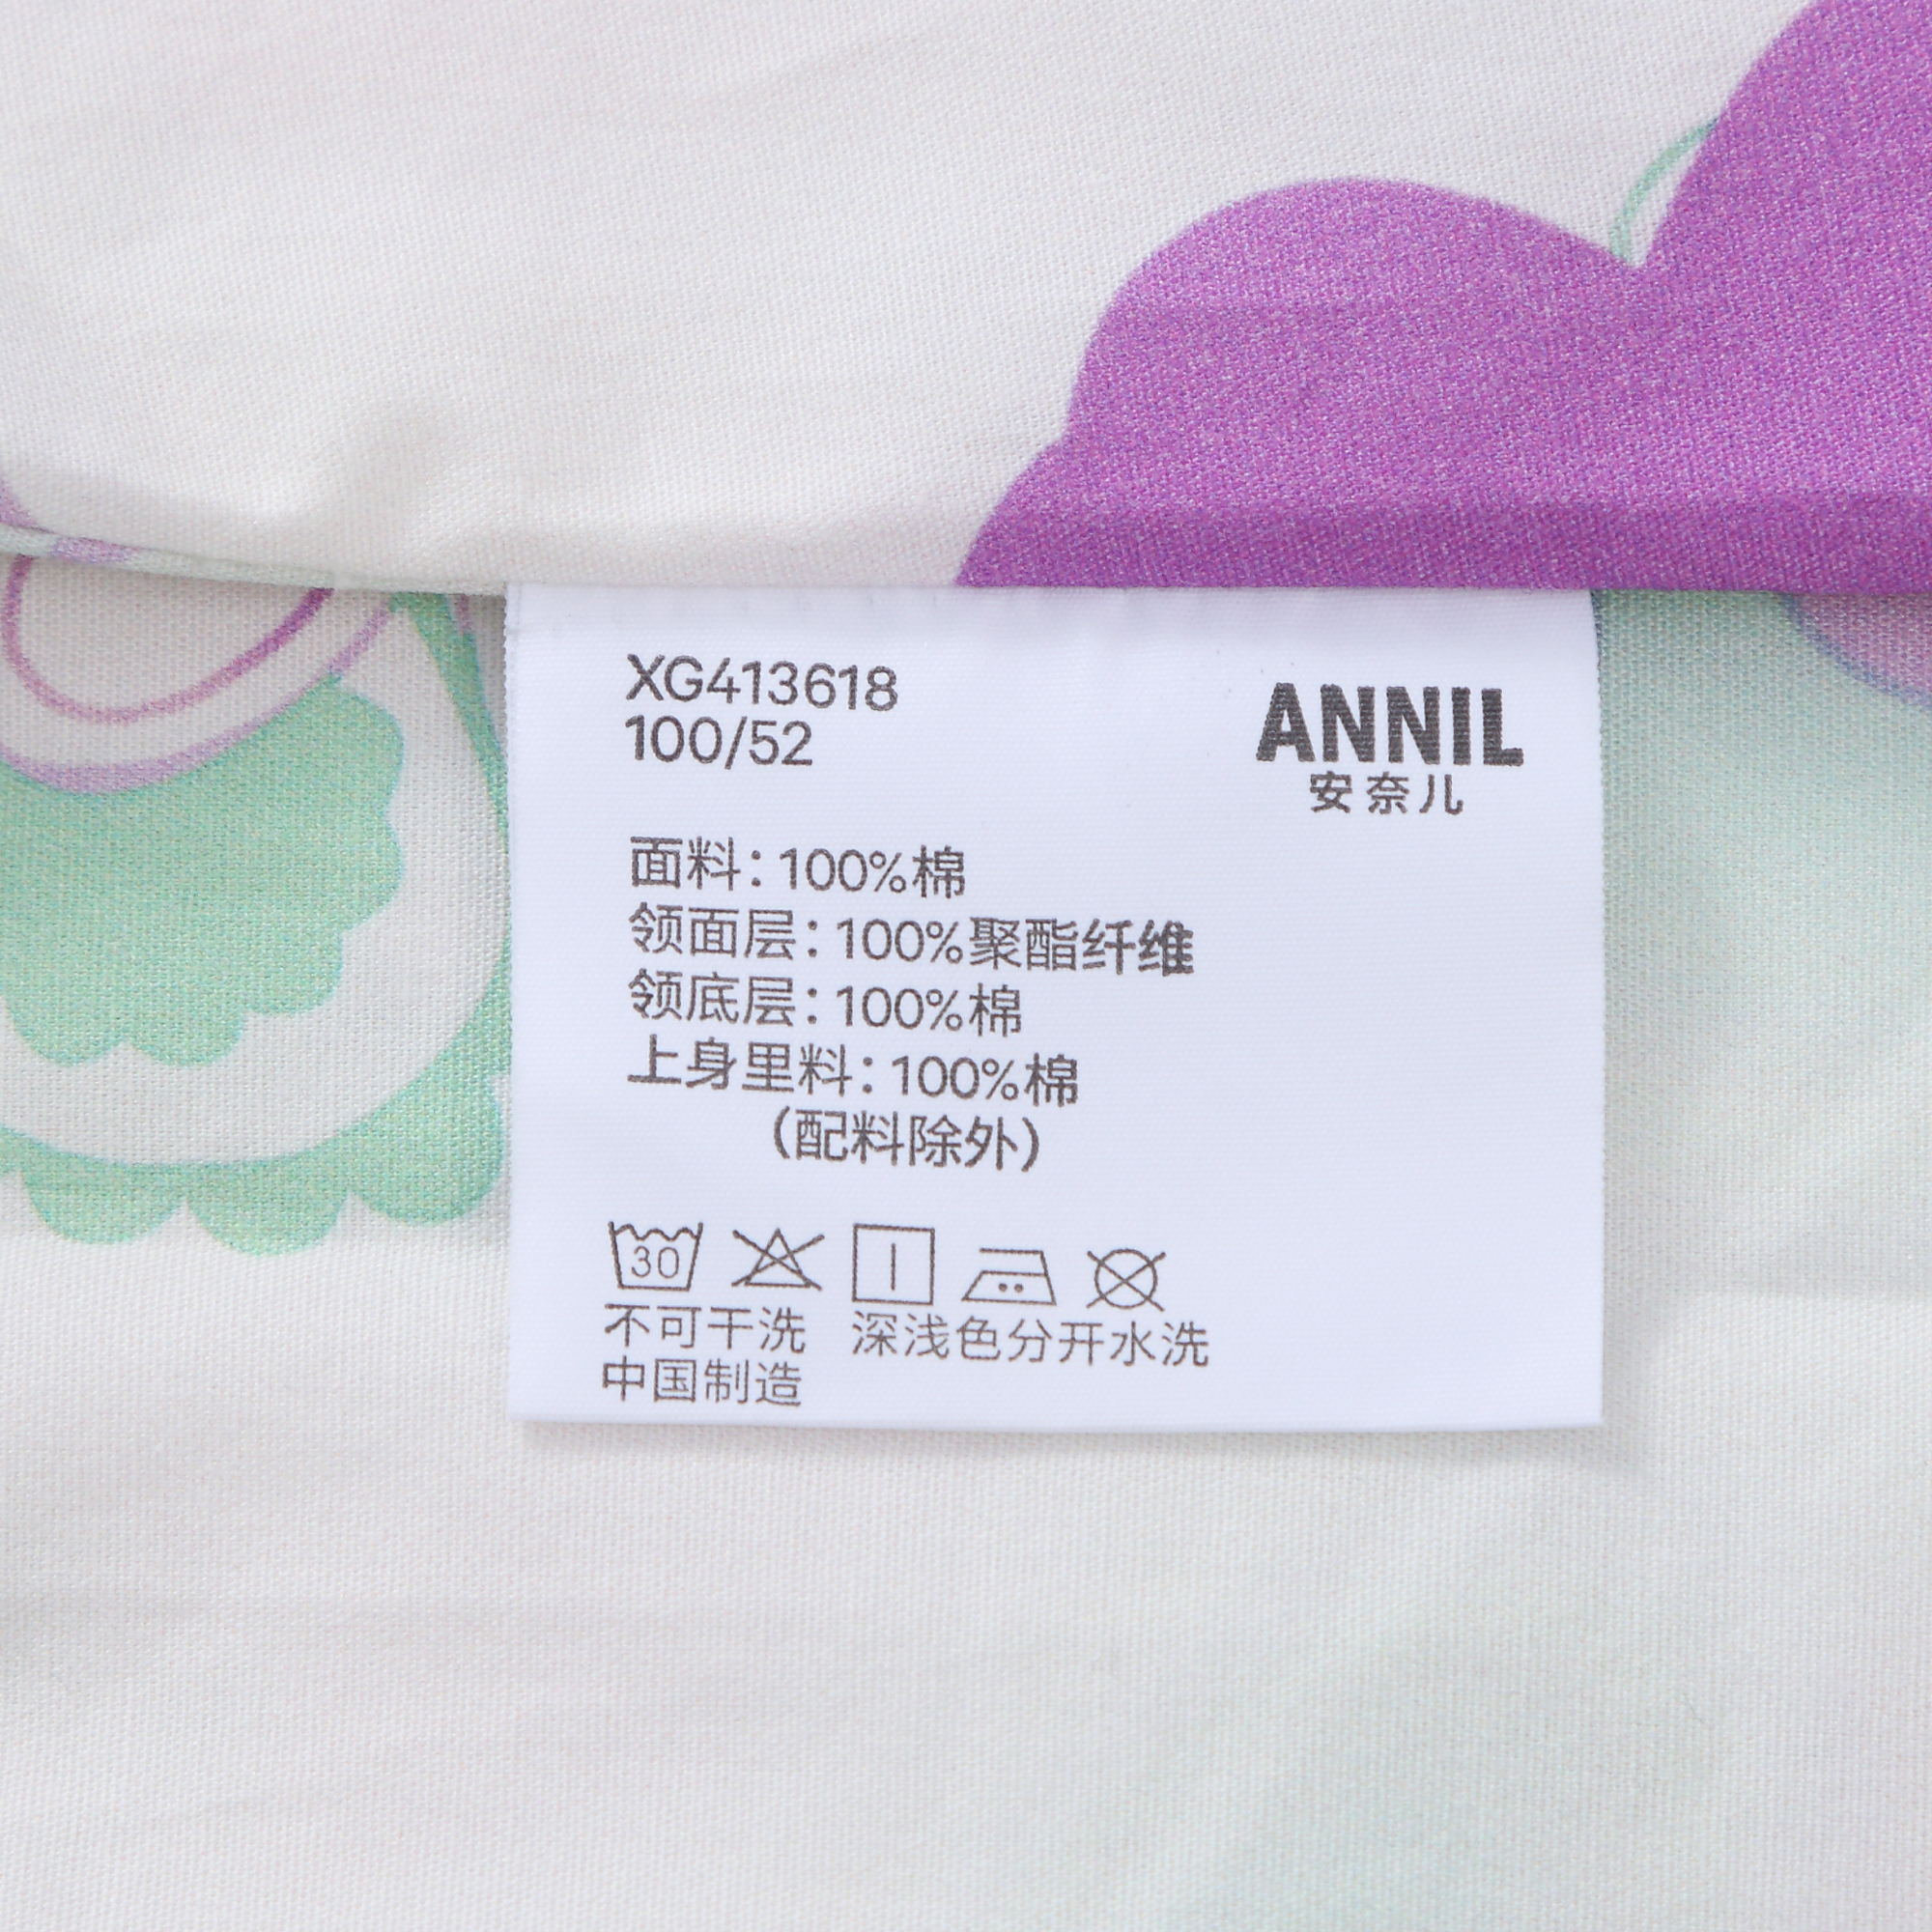 XG413618
100/52
ANNIL
安奈儿
面料：100%棉
领面层：100%聚酯纤维
领底层：100%棉
上身里料：100%棉
（配料除外）
30
不可干洗 深浅色分开水洗
中国制造